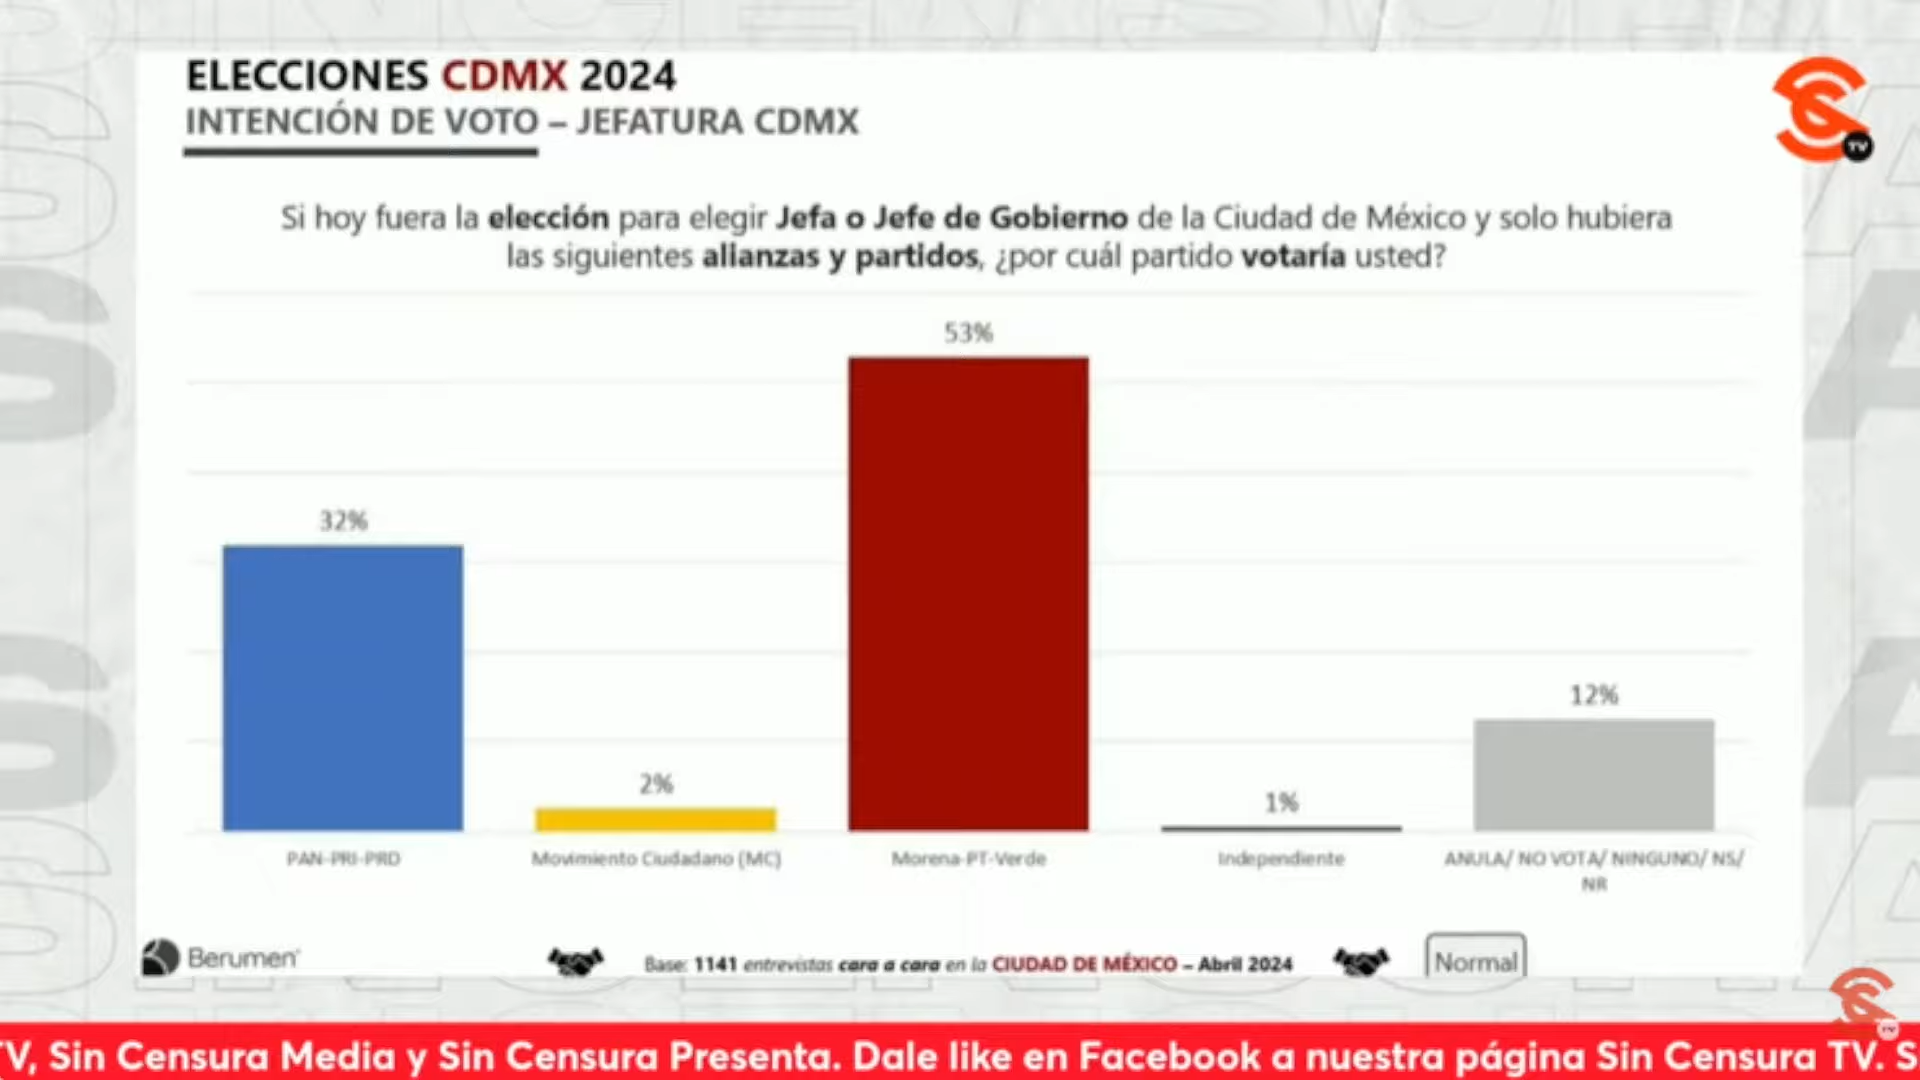 ELECCIONES CDMX 2024
INTENCIÓN DE VOTO – JEFATURA CDMX
TV
Si hoy fuera la elección para elegir Jefa o Jefe de Gobierno de la Ciudad de México y solo hubiera
las siguientes alianzas y partidos, ¿por cuál partido votaría usted?
53%
32%
12%
2%
1%
PAN-PRI-PRD
Movimiento Ciudadano (MC)
Morena-PT-Verde
Independiente
ANULA/ NO VOTA/ NINGUNO/ NS/
NR
Berumen
Base: 1141 entrevistas cara a cara en la CIUDAD DE MÉXICO – Abril 2024
Normal
TV
TV, Sin Censura Media y Sin Censura Presenta. Dale like en Facebook a nuestra página Sin Censura TV. S